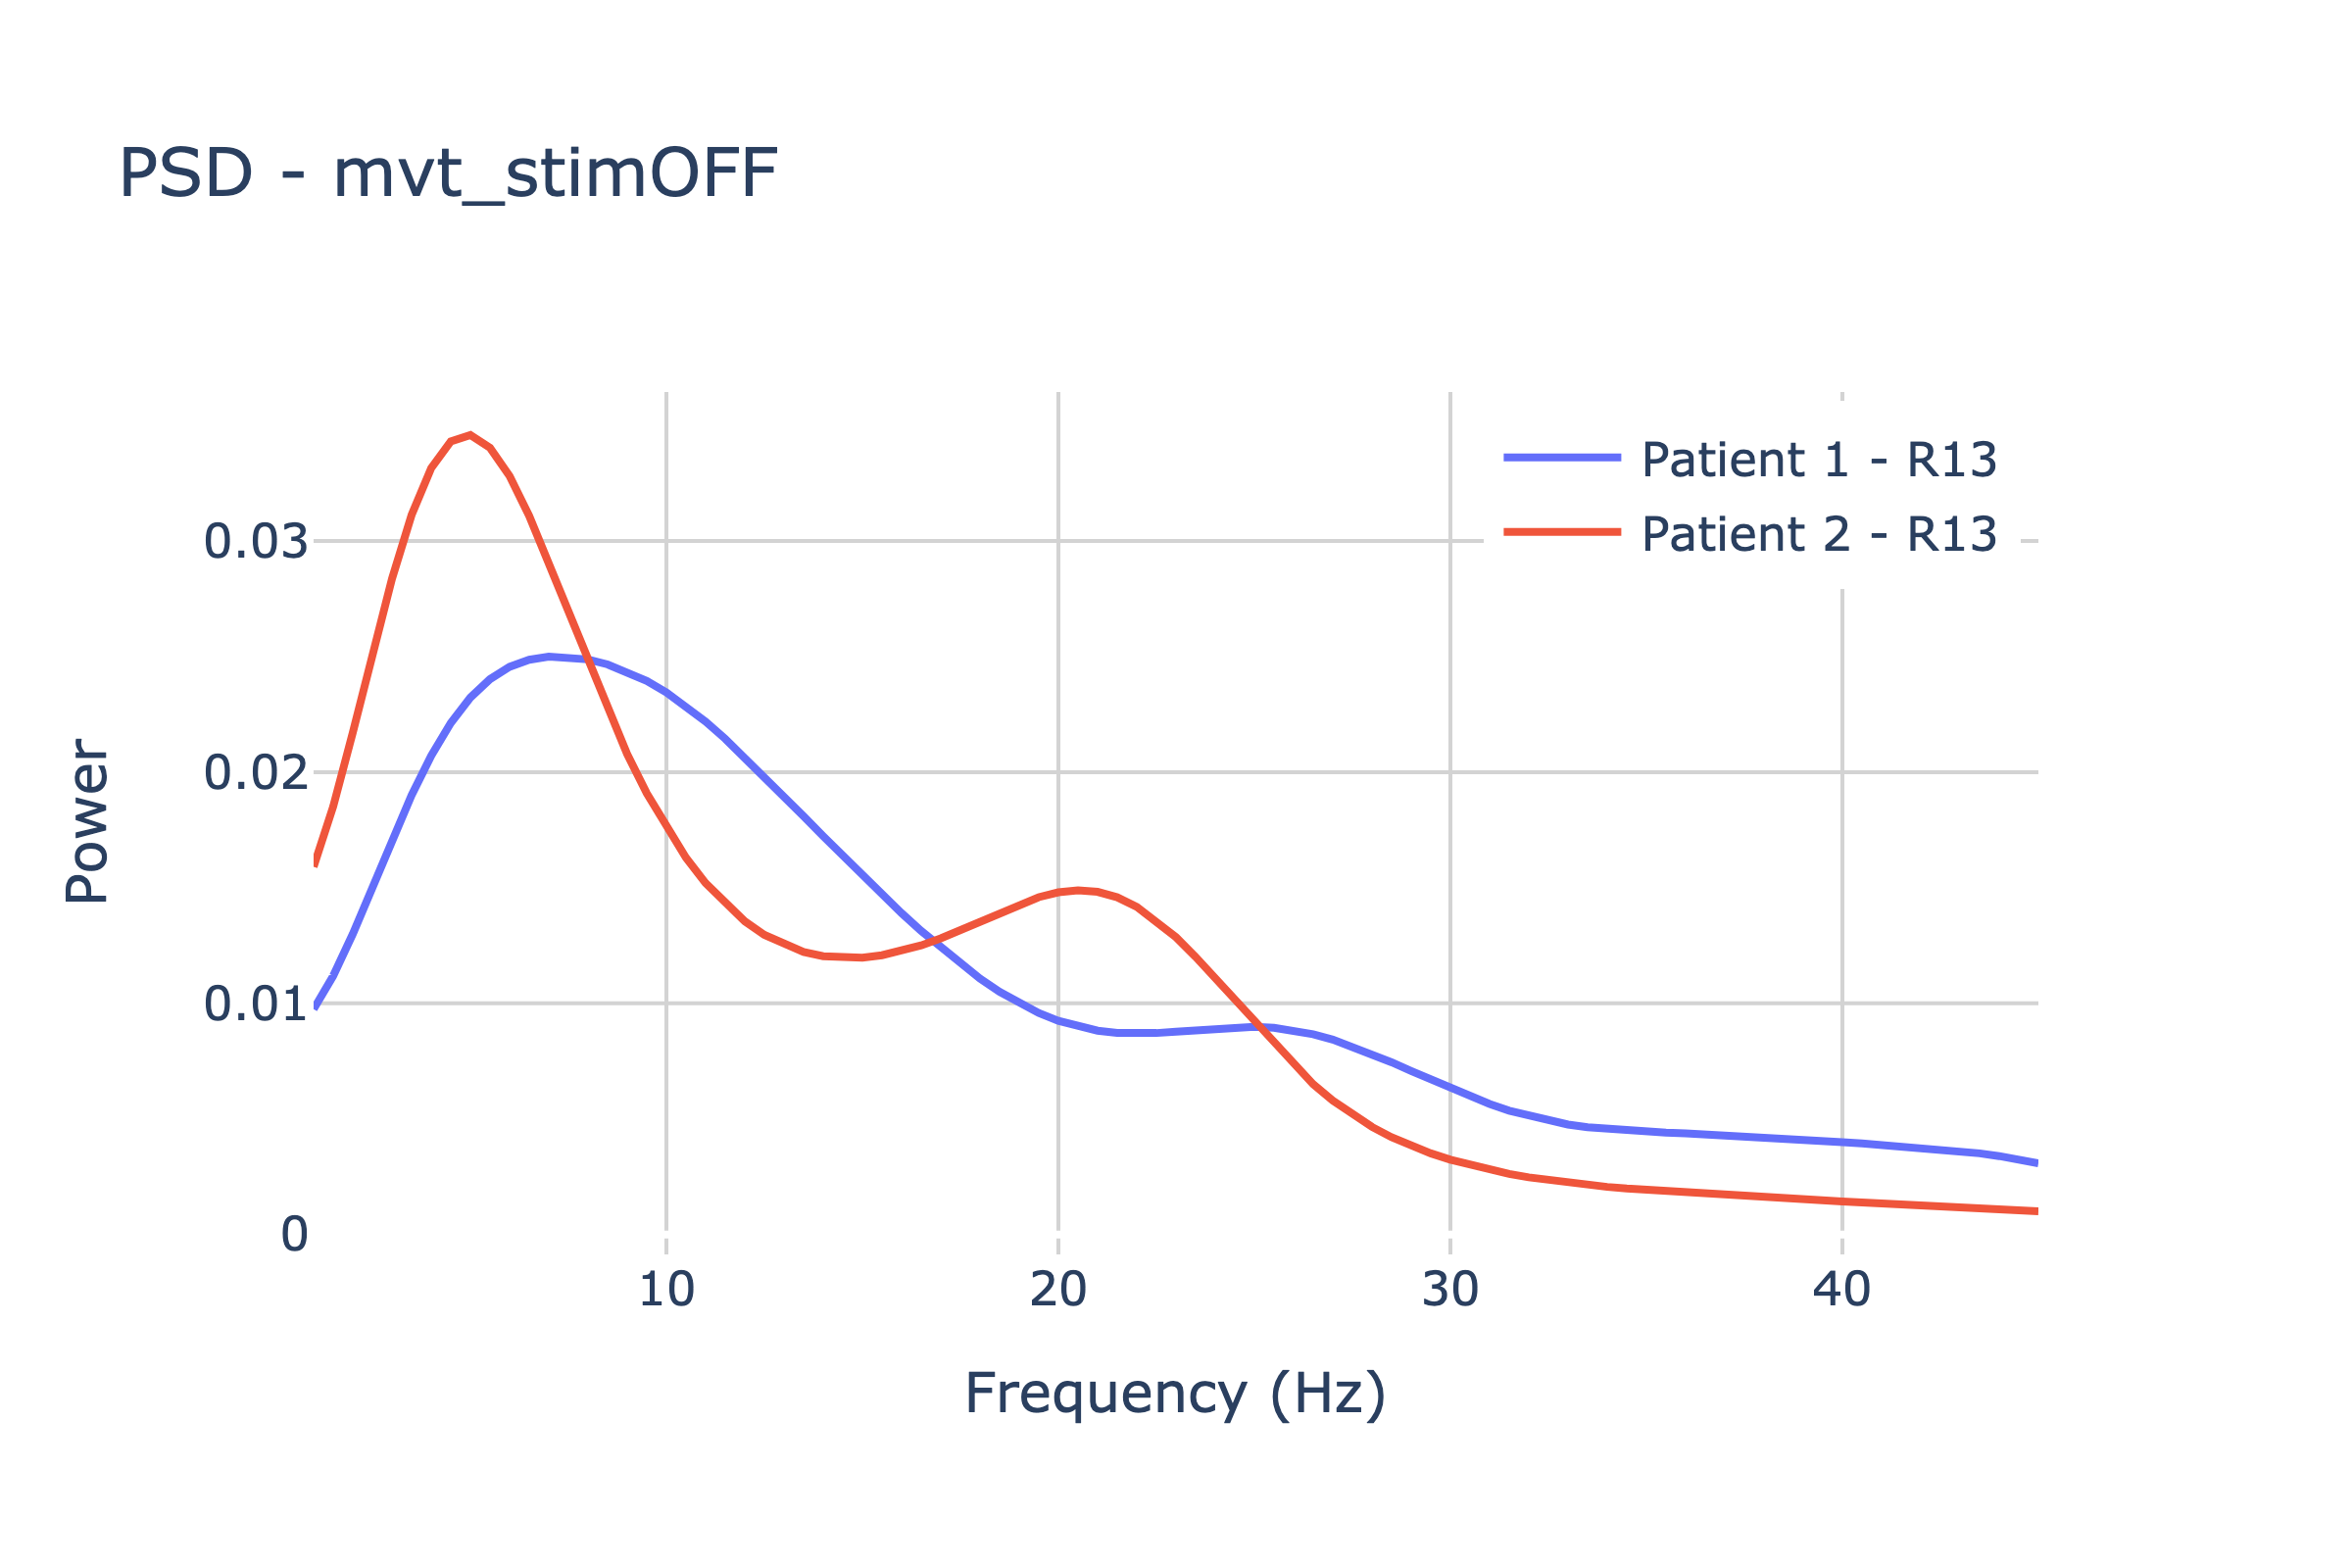 PSD - mvt_stimOFF
Patient 1 - R13
Patient 2 - R13
0.03
0.02
0.01
0
Power
10 20 30 40
Frequency (Hz)